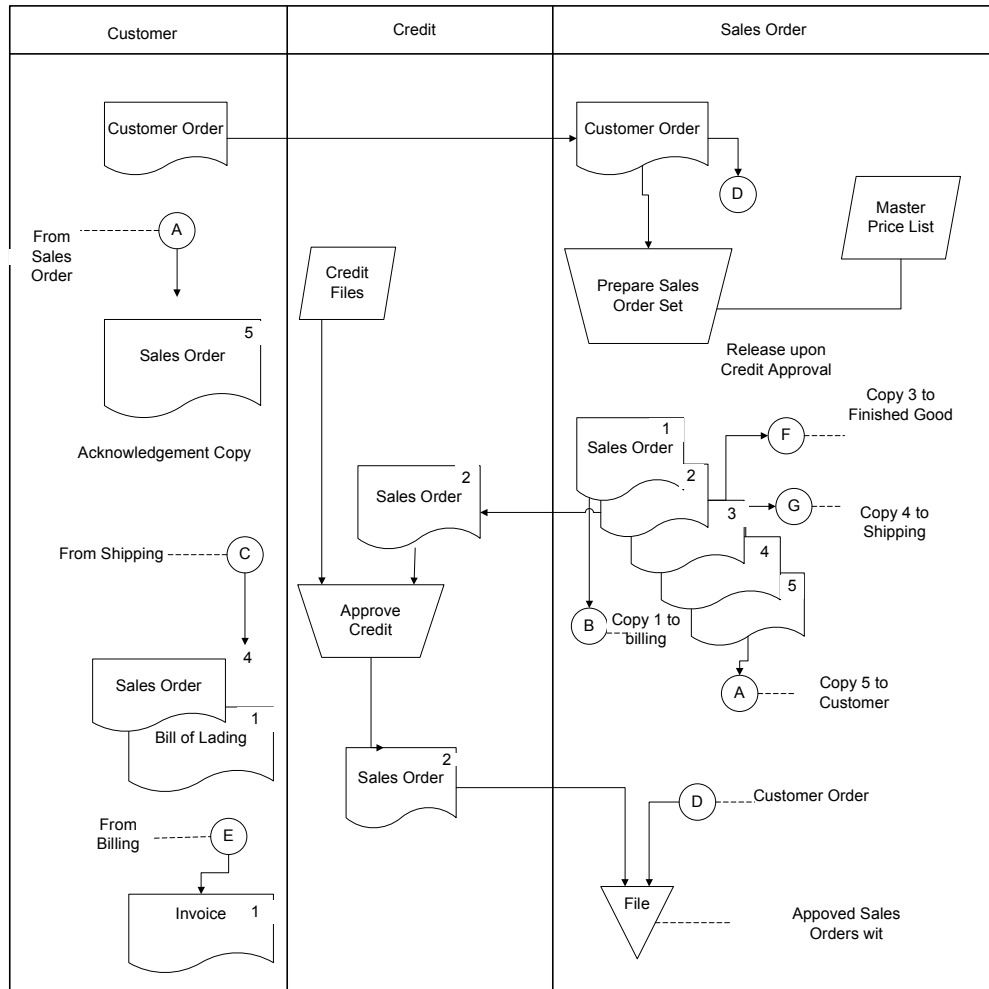 Customer
Credit
Sales Order
Customer Order
Customer Order
D
Master
Price List
A
From
Sales
Order
Credit
Files
Prepare Sales
Order Set
5
Sales Order
Release upon
Credit Approval
Copy 3 to
Finished Good
Acknowledgement Copy
1
Sales Order
F
2
Sales Order
2
3
G
Copy 4 to
Shipping
From Shipping
C
4
5
Approve
Credit
B
Copy 1 to
billing
4
Sales Order
1
Bill of Lading
A
Copy 5 to
Customer
2
Sales Order
D
Customer Order
From
Billing
E
Invoice
1
File
Appoved Sales
Orders wit